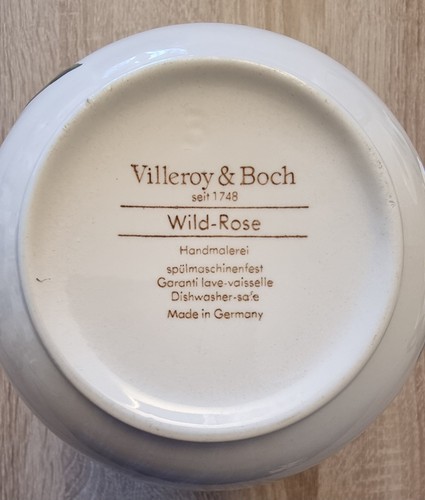 Villeroy & Boch
seit 1748
Wild-Rose
Handmalerei
spülmaschinenfest
Garanti lave-vaisselle
Dishwasher-safe
Made in Germany